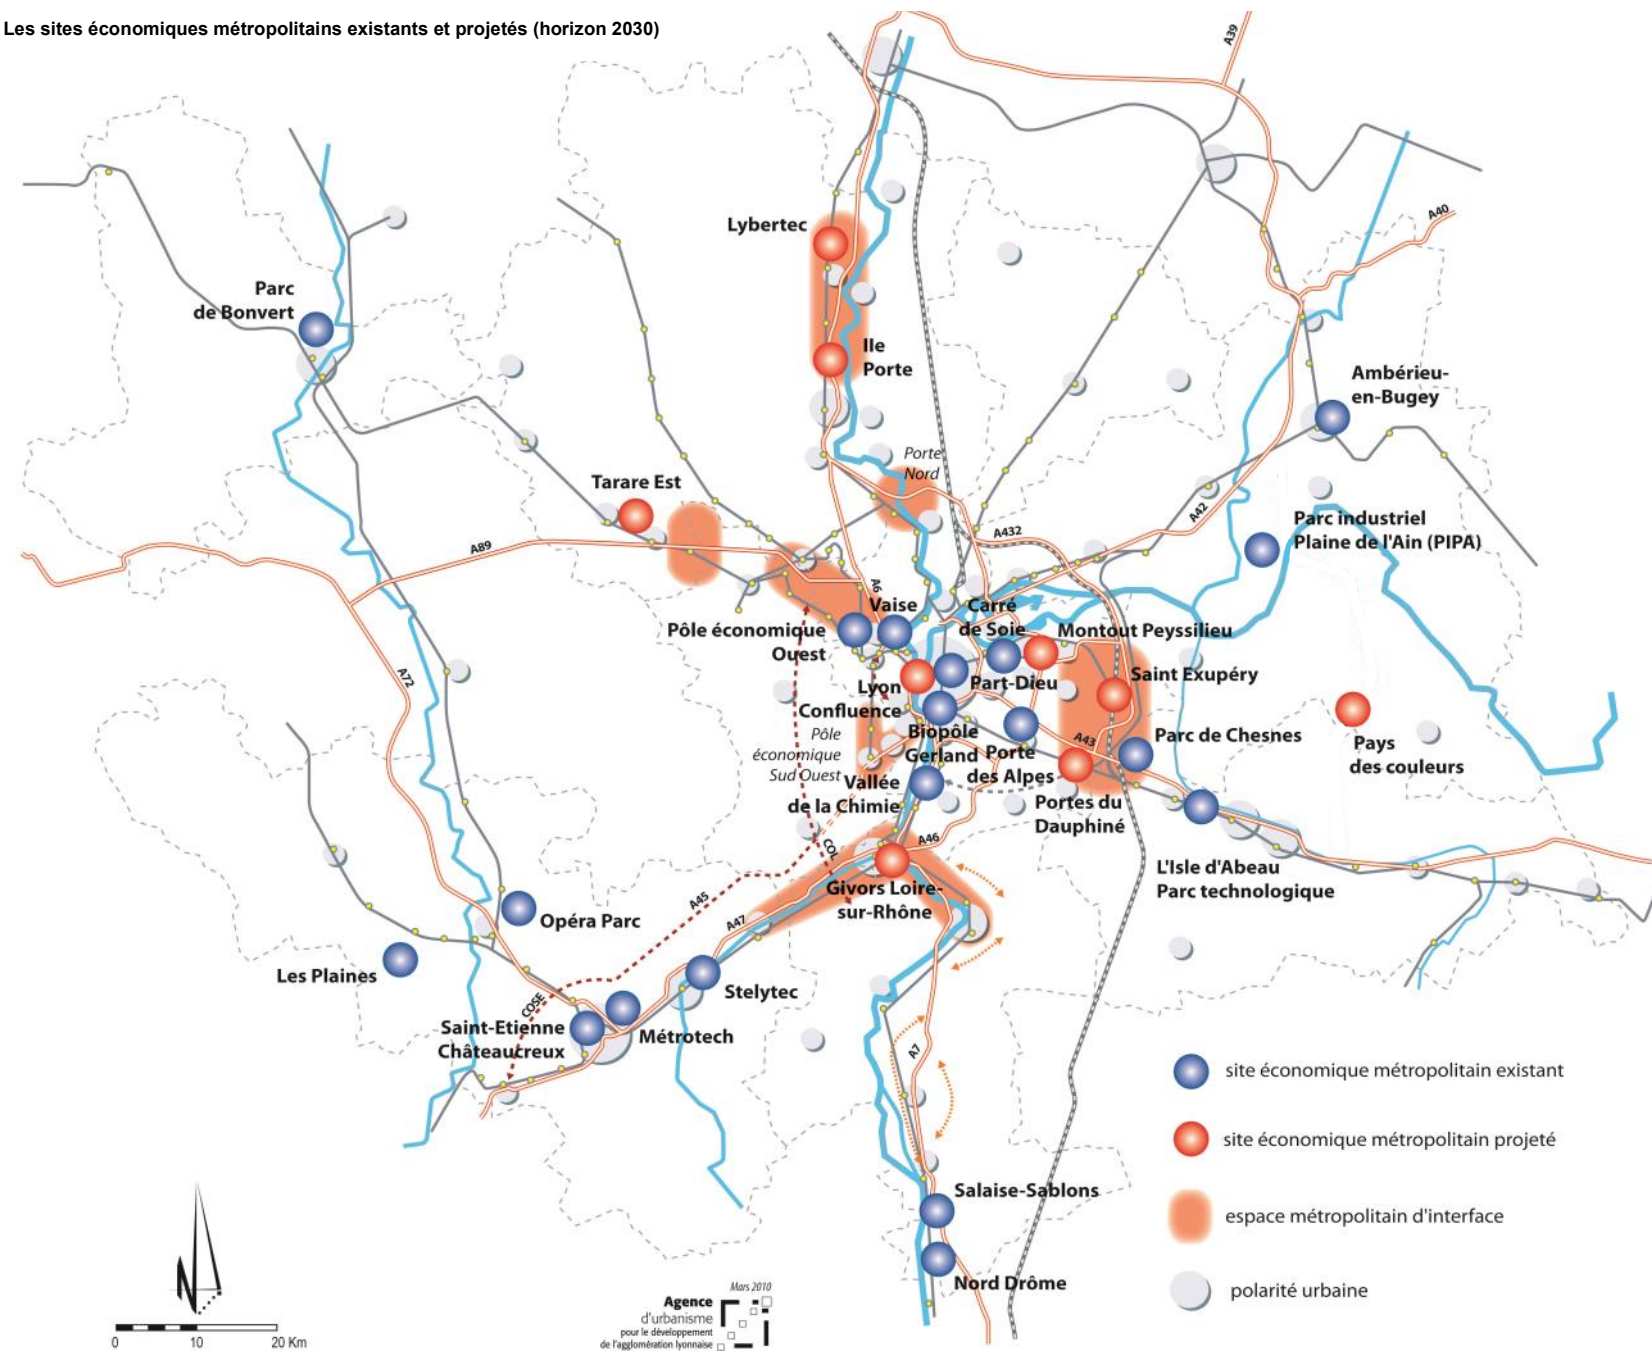 Les sites économiques métropolitains existants et projetés (horizon 2030)
A39
A40
Lybertec
Parc
de Bonvert
Ile
Porte
Ambérieu-
en-Bugey
Porte
Nord
Tarare Est
A432
A42
Parc industriel
Plaine de l'Ain (PIPA)
A89
A6
Vaise
Carré
de Soie
Pôle économique
Ouest
Montout Peyssilieu
A72
Lyon
Confluence
Part-Dieu
Saint Exupéry
Pôle
économique
Sud Ouest
Biopôle
Gerland
Porte
des Alpes
A43
Parc de Chesnes
Pays
des couleurs
Vallée
de la Chimie
Portes du
Dauphiné
COL
A46
L'Isle d'Abeau
Parc technologique
Givors Loire-
sur-Rhône
A45
A47
Opéra Parc
Les Plaines
Stelytec
COSE
Saint-Etienne
Châteaucreux
Métrotech
A7
site économique métropolitain existant
site économique métropolitain projeté
espace métropolitain d'interface
polarité urbaine
Salaise-Sablons
Nord Drôme
N
0 10 20 Km
Mars 2010
Agence
d'urbanisme
pour le développement
de l'agglomération lyonnaise